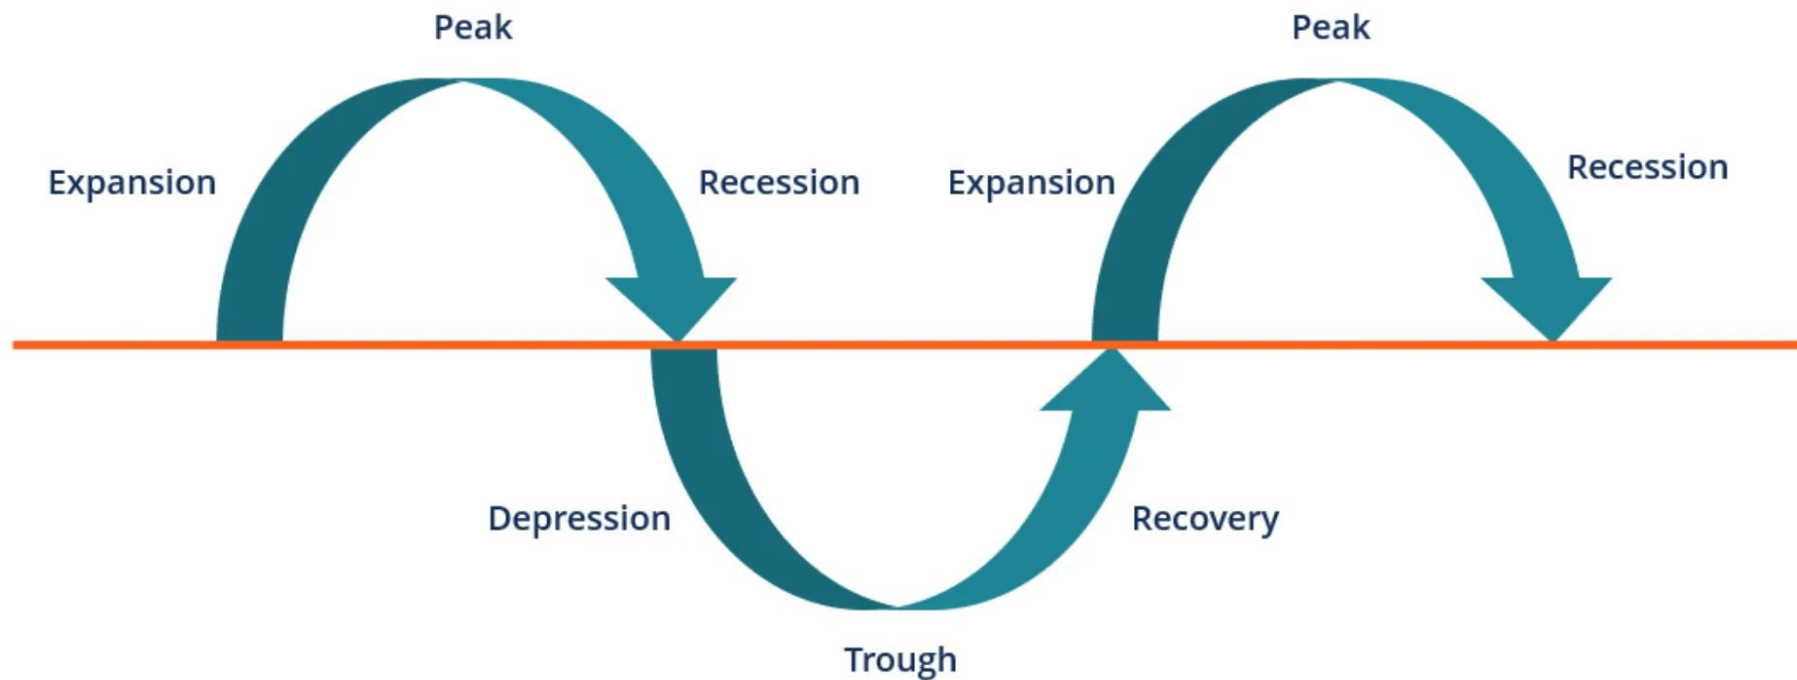 Peak
Peak
Expansion
Recession
Expansion
Recession
Depression
Recovery
Trough